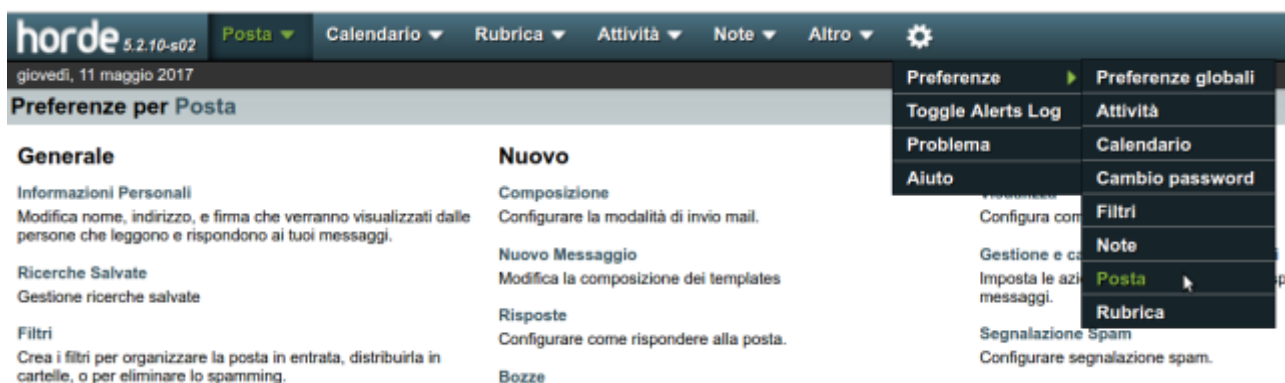 horde 5.2.10-s02 Posta Calendario Rubrica Attività Note Altro
giovedì, 11 maggio 2017
Preferenze per Posta
Preferenze
Toggle Alerts Log
Problema
Aiuto
Preferenze globali
Attività
Calendario
Cambio password
Filtri
Note
Posta
Rubrica
Generale
Informazioni Personali
Modifica nome, indirizzo, e firma che verranno visualizzati dalle
persone che leggono e rispondono ai tuoi messaggi.
Ricerche Salvate
Gestione ricerche salvate
Filtri
Crea i filtri per organizzare la posta in entrata, distribuirla in
cartelle, o per eliminare lo spamming.
Nuovo
Composizione
Configurare la modalità di invio mail.
Nuovo Messaggio
Modifica la composizione dei templates
Risposte
Configurare come rispondere alla posta.
Bozze
Configura com
Gestione e ca
Imposta le azi
messaggi.
Segnalazione Spam
Configurare segnalazione spam.